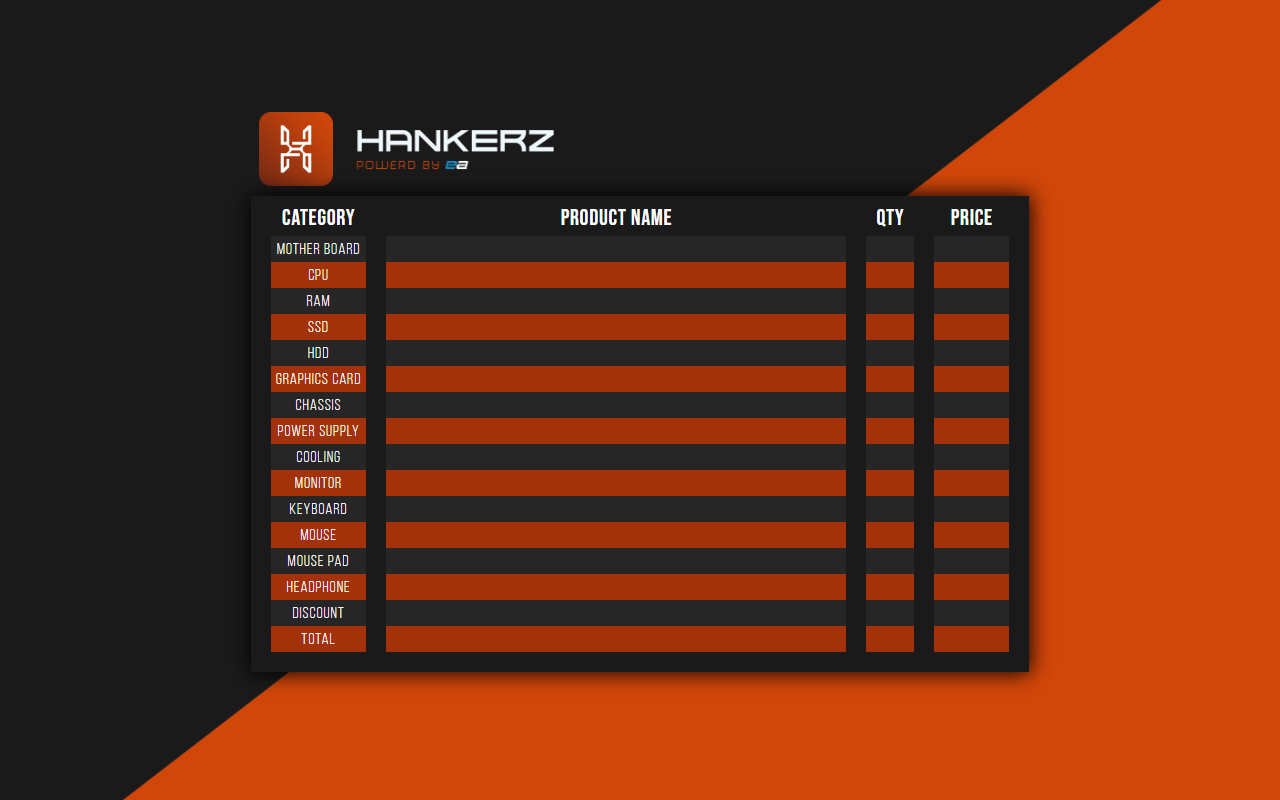 HANKERZ
POWERD BY ea
CATEGORY PRODUCT NAME QTY PRICE
MOTHER BOARD
CPU
RAM
SSD
HDD
GRAPHICS CARD
CHASSIS
POWER SUPPLY
COOLING
MONITOR
KEYBOARD
MOUSE
MOUSE PAD
HEADPHONE
DISCOUNT
TOTAL